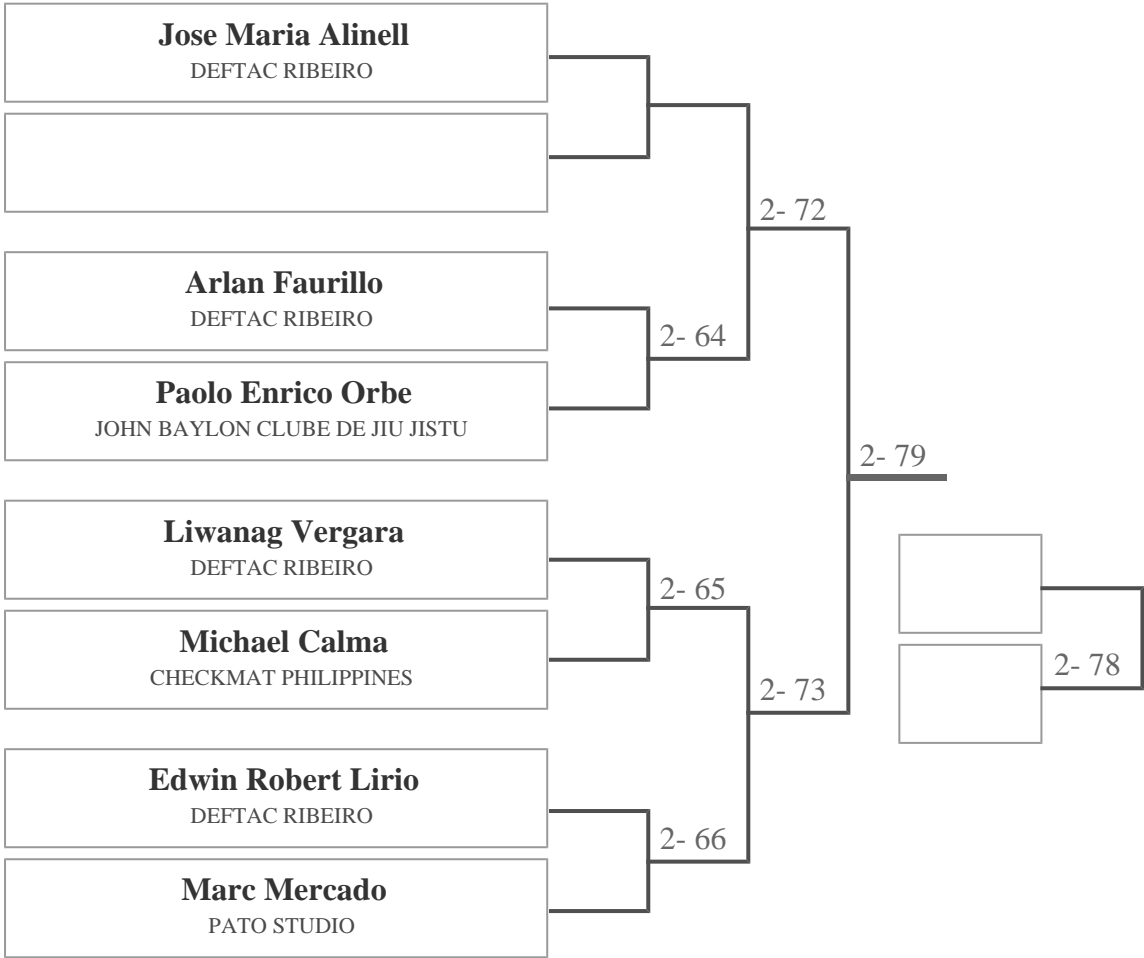 Jose Maria Alinell
DEFTAC RIBEIRO
2- 72
Arlan Faurillo
DEFTAC RIBEIRO
2- 64
Paolo Enrico Orbe
JOHN BAYLON CLUBE DE JIU JISTU
2- 79
Liwanag Vergara
DEFTAC RIBEIRO
2- 65
Michael Calma
CHECKMAT PHILIPPINES
2- 73
2- 78
Edwin Robert Lirio
DEFTAC RIBEIRO
2- 66
Marc Mercado
PATO STUDIO